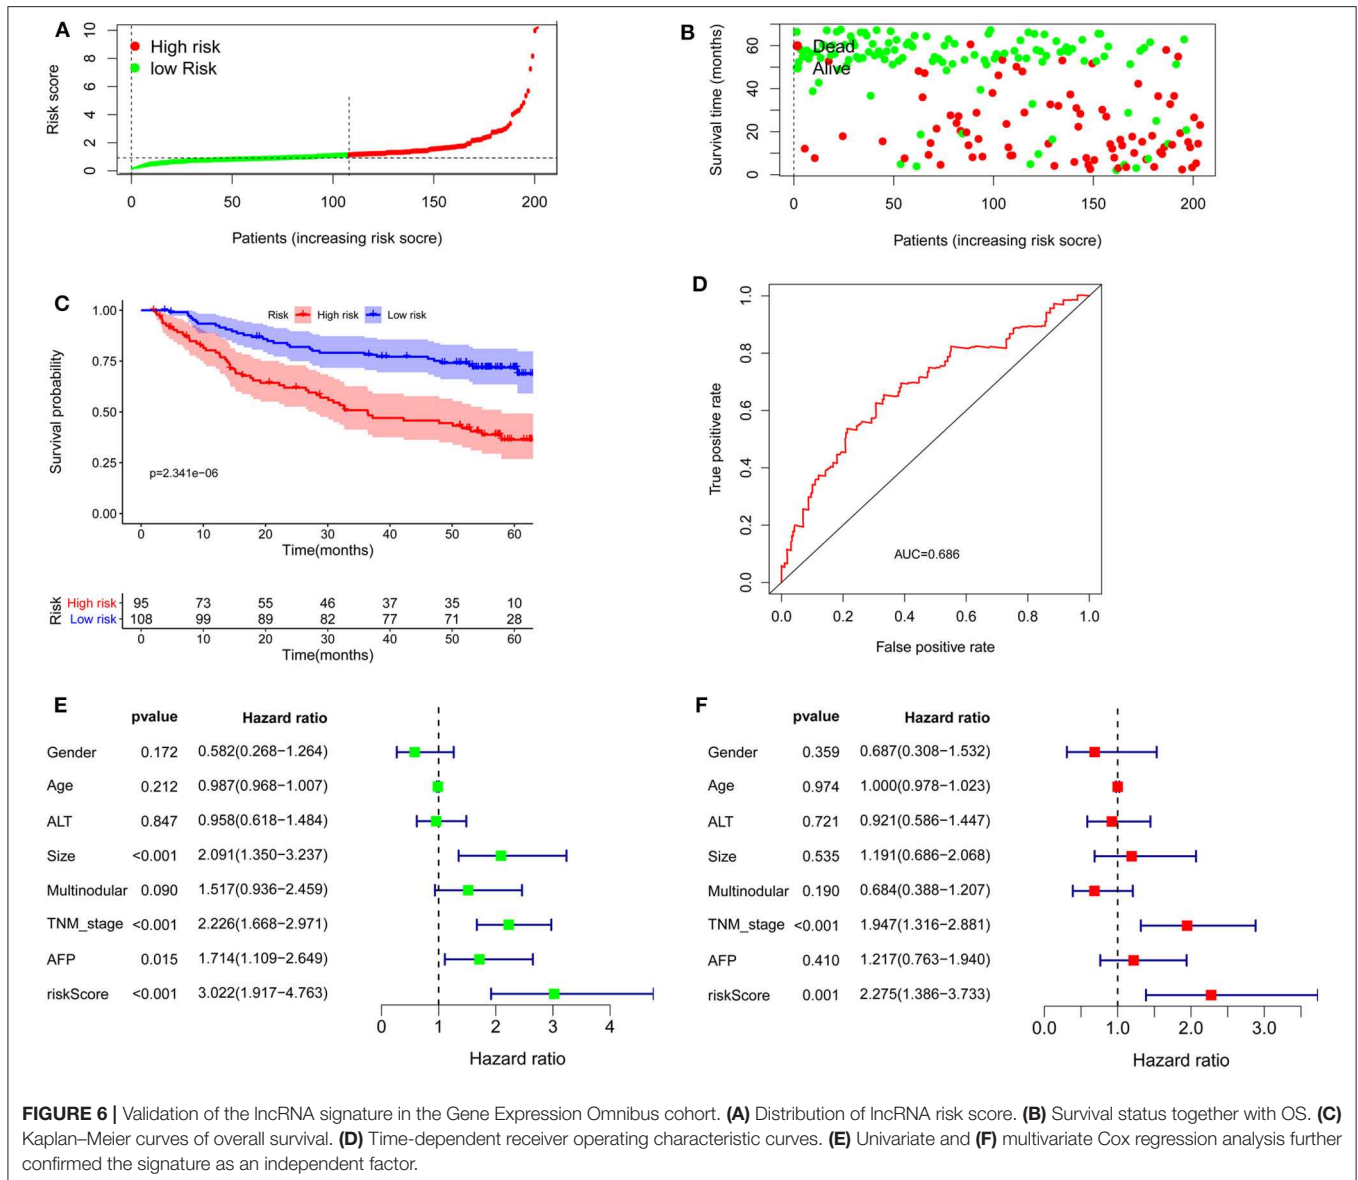 A
High risk
low Risk
Risk score
10
8
6
4
2
0
0 50 100 150 200
Patients (increasing risk socre)
B
Dead
Alive
Survival time (months)
60
40
20
0
0 50 100 150 200
Patients (increasing risk socre)
C
Risk High risk Low risk
Survival probability
1.00
0.75
0.50
0.25
0.00
p=2.341e−06
0 10 20 30 40 50 60
Time(months)
Risk
High risk 95 73 55 46 37 35 10
Low risk 108 99 89 82 77 71 28
0 10 20 30 40 50 60
Time(months)
D
True positive rate
1.0
0.8
0.6
0.4
0.2
0.0
AUC=0.686
0.0 0.2 0.4 0.6 0.8 1.0
False positive rate
E
pvalue Hazard ratio
Gender 0.172 0.582(0.268−1.264)
Age 0.212 0.987(0.968−1.007)
ALT 0.847 0.958(0.618−1.484)
Size <0.001 2.091(1.350−3.237)
Multinodular 0.090 1.517(0.936−2.459)
TNM_stage <0.001 2.226(1.668−2.971)
AFP 0.015 1.714(1.109−2.649)
riskScore <0.001 3.022(1.917−4.763)
0 1 2 3 4
Hazard ratio
F
pvalue Hazard ratio
Gender 0.359 0.687(0.308−1.532)
Age 0.974 1.000(0.978−1.023)
ALT 0.721 0.921(0.586−1.447)
Size 0.535 1.191(0.686−2.068)
Multinodular 0.190 0.684(0.388−1.207)
TNM_stage <0.001 1.947(1.316−2.881)
AFP 0.410 1.217(0.763−1.940)
riskScore 0.001 2.275(1.386−3.733)
0.0 1.0 2.0 3.0
Hazard ratio
FIGURE 6 | Validation of the lncRNA signature in the Gene Expression Omnibus cohort. (A) Distribution of lncRNA risk score. (B) Survival status together with OS. (C)
Kaplan–Meier curves of overall survival. (D) Time-dependent receiver operating characteristic curves. (E) Univariate and (F) multivariate Cox regression analysis further
confirmed the signature as an independent factor.